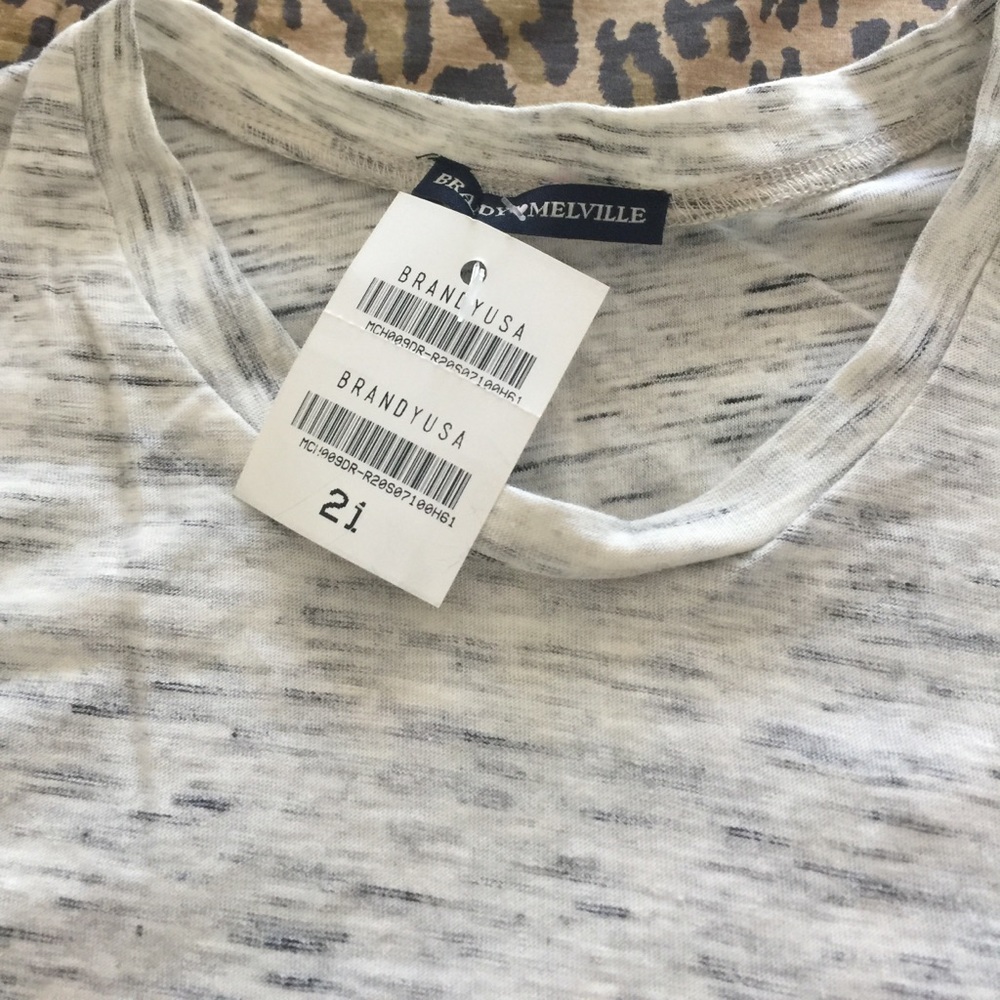 BRANDY MELVILLE
BRANDYUSA
MCH009DR-R20S07100H61
BRANDYUSA
MCH009DR-R20S07100H61
21